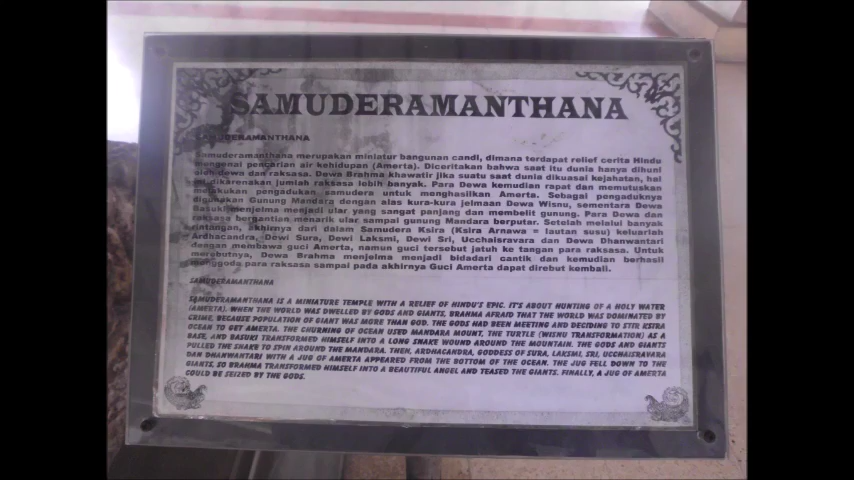 SAMUDERAMANTHANA
SAMUDERAMANTHANA
Samuderamanthana merupakan miniatur bangunan candi, dimana terdapat relief cerita Hindu
mengenai pencarian air kehidupan (Amerta). Diceritakan bahwa saat itu dunia hanya dihuni
oleh dewa dan raksasa. Dewa Brahma khawatir jika suatu saat dunia dikuasai kejahatan, hal
ini dikarenakan jumlah raksasa lebih banyak. Para Dewa kemudian rapat dan memutuskan
melakukan pengadukan samudera untuk menghasilkan Amerta. Sebagai pengaduknya
digunakan Gunung Mandara dengan alas kura-kura jelmaan Dewa Wisnu, sementara Dewa
Basuki menjelma menjadi ular yang sangat panjang dan membelit gunung. Para Dewa dan
raksasa bergantian menarik ular sampai gunung Mandara berputar. Setelah melalui banyak
rintangan, akhirnya dari dalam Samudera Ksira (Ksira Arnawa = lautan susu) keluarlah
Ardhacandra, Dewi Sura, Dewi Laksmi, Dewi Sri, Ucchaisravara dan Dewa Dhanwantari
dengan membawa guci Amerta, namun guci tersebut jatuh ke tangan para raksasa. Untuk
merebutnya, Dewa Brahma menjelma menjadi bidadari cantik dan kemudian berhasil
menggoda para raksasa sampai pada akhirnya Guci Amerta dapat direbut kembali.
SAMUDERAMANTHANA
SAMUDERAMANTHANA IS A MINIATURE TEMPLE WITH A RELIEF OF HINDU'S EPIC. IT'S ABOUT HUNTING OF A HOLY WATER
(AMERTA). WHEN THE WORLD WAS DWELLED BY GODS AND GIANTS, BRAHMA AFRAID THAT THE WORLD WAS DOMINATED BY
CRIME, BECAUSE POPULATION OF GIANT WAS MORE THAN GOD. THE GODS HAD BEEN MEETING AND DECIDING TO STIR KSIRA
OCEAN TO GET AMERTA. THE CHURNING OF OCEAN USED MANDARA MOUNT, THE TURTLE (WISNU TRANSFORMATION) AS A
BASE, AND BASUKI TRANSFORMED HIMSELF INTO A LONG SNAKE WOUND AROUND THE MOUNTAIN. THE GODS AND GIANTS
PULLED THE SNAKE TO SPIN AROUND THE MANDARA. THEN, ARDHACANDRA, GODDESS OF SURA, LAKSMI, SRI, UCCHAISRAVARA
DAN DHANWANTARI WITH A JUG OF AMERTA APPEARED FROM THE BOTTOM OF THE OCEAN. THE JUG FELL DOWN TO THE
GIANTS, SO BRAHMA TRANSFORMED HIMSELF INTO A BEAUTIFUL ANGEL AND TEASED THE GIANTS. FINALLY, A JUG OF AMERTA
COULD BE SEIZED BY THE GODS.